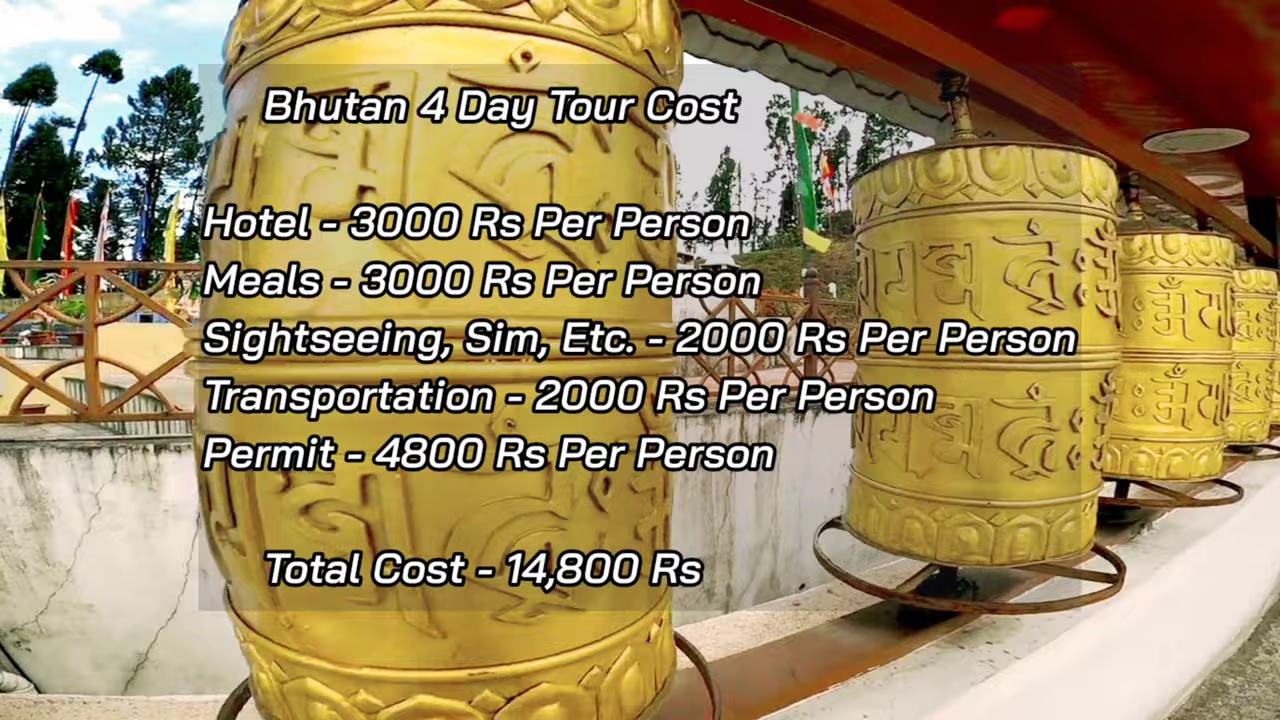 Bhutan 4 Day Tour Cost
Hotel - 3000 Rs Per Person
Meals - 3000 Rs Per Person
Sightseeing, Sim, Etc. - 2000 Rs Per Person
Transportation - 2000 Rs Per Person
Permit - 4800 Rs Per Person
Total Cost - 14,800 Rs